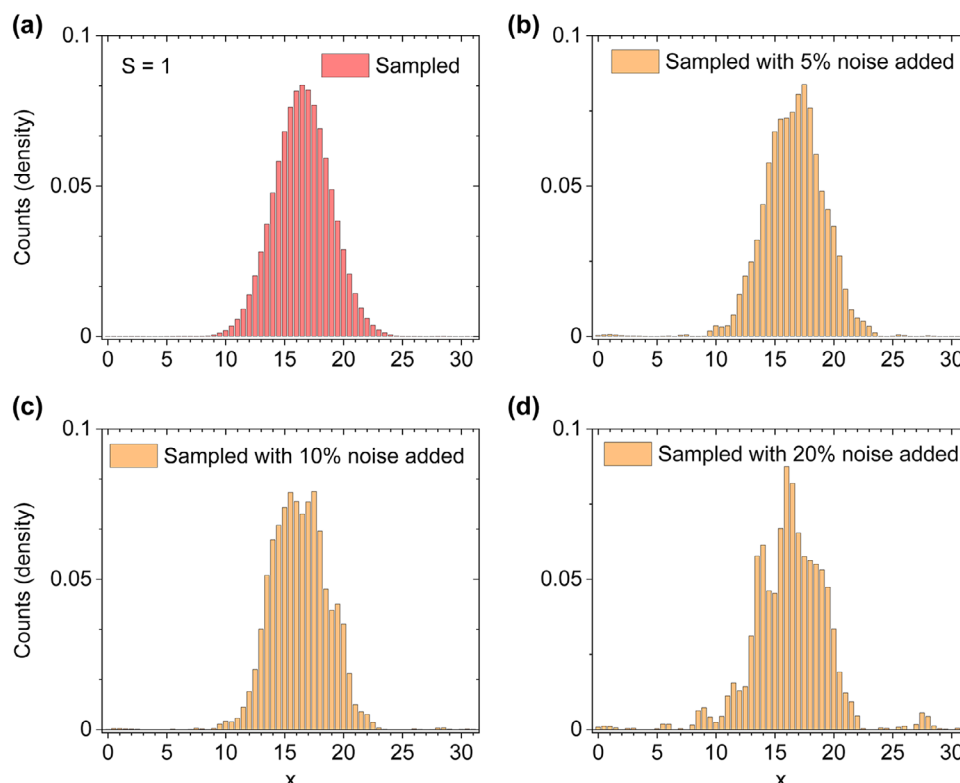 (a)
0.1
S = 1
Sampled
Counts (density)
0.05
0
0 5 10 15 20 25 30
(b)
0.1
Sampled with 5% noise added
0.05
0
0 5 10 15 20 25 30
(c)
0.1
Sampled with 10% noise added
Counts (density)
0.05
0
0 5 10 15 20 25 30
x
(d)
0.1
Sampled with 20% noise added
0.05
0
0 5 10 15 20 25 30
x